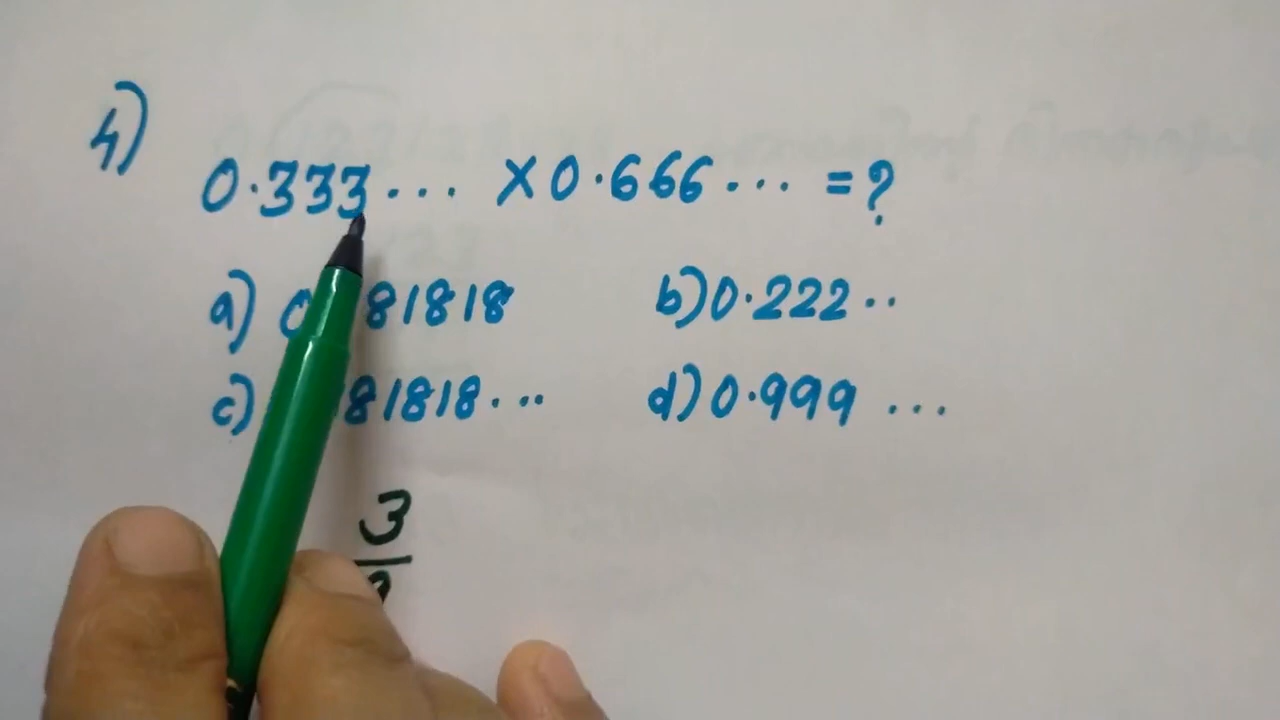 4)
0.333... × 0.666... = ?
a) 0 81818 b) 0.222..
c) 81818... d) 0.999 ...
3